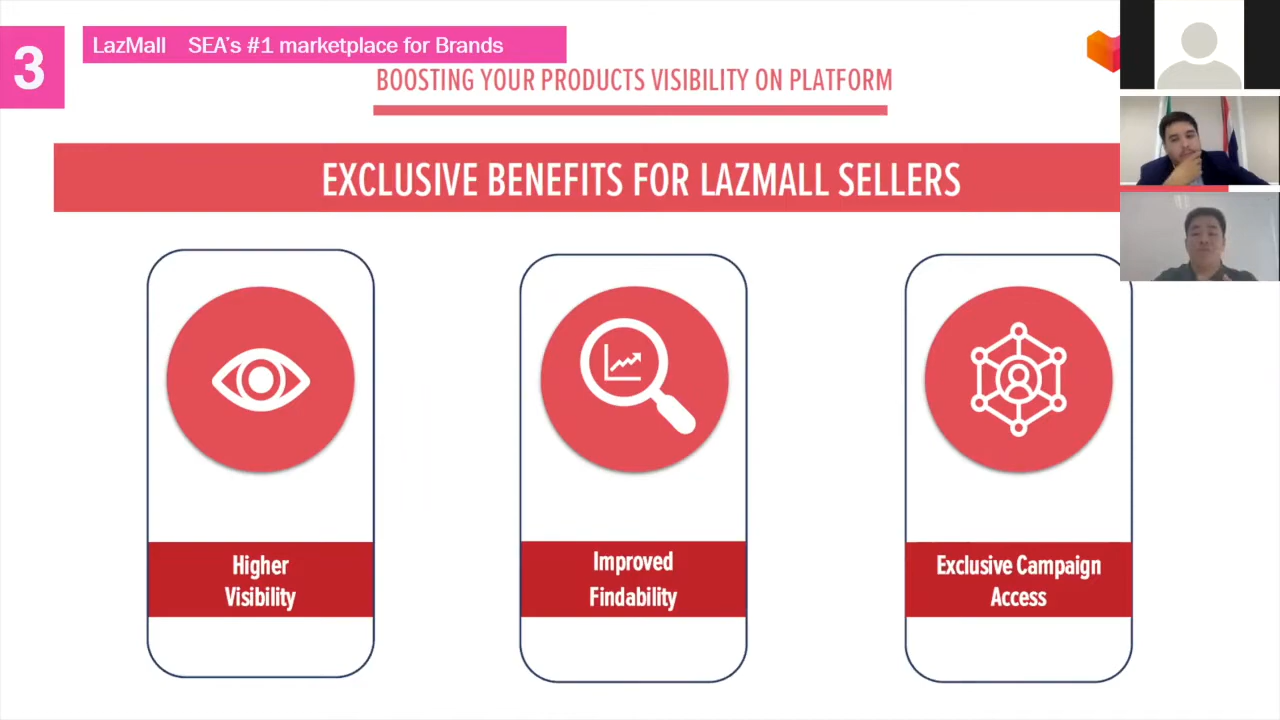 3
LazMall SEA's #1 marketplace for Brands
BOOSTING YOUR PRODUCTS VISIBILITY ON PLATFORM
EXCLUSIVE BENEFITS FOR LAZMALL SELLERS
Higher
Visibility
Improved
Findability
Exclusive Campaign
Access